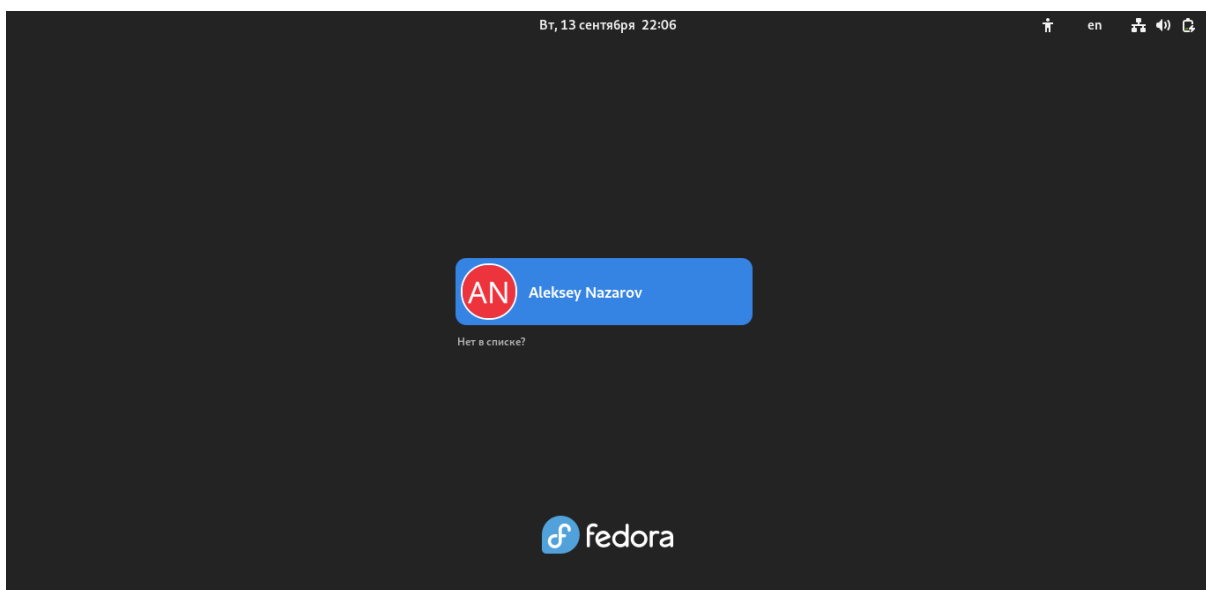 Вт, 13 сентября 22:06
en
AN Aleksey Nazarov
Нет в списке?
fedora